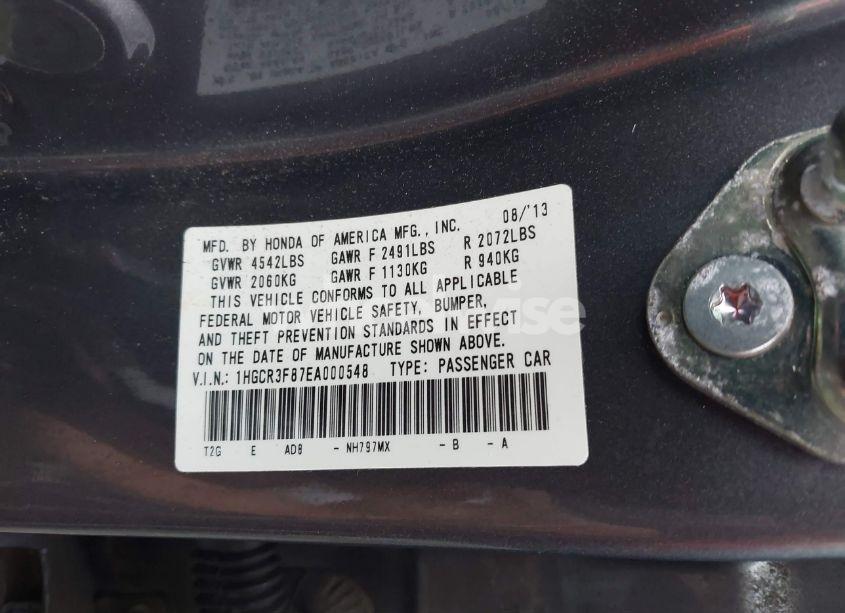 MFD. BY HONDA OF AMERICA MFG., INC. 08/'13
GVWR 4542LBS GAWR F 2491LBS R 2072LBS
GVWR 2060KG GAWR F 1130KG R 940KG
THIS VEHICLE CONFORMS TO ALL APPLICABLE
FEDERAL MOTOR VEHICLE SAFETY, BUMPER,
AND THEFT PREVENTION STANDARDS IN EFFECT
ON THE DATE OF MANUFACTURE SHOWN ABOVE.
V.I.N.: 1HGCR3F87EA000548 TYPE: PASSENGER CAR
T2G E AD8 - NH797MX - B - A